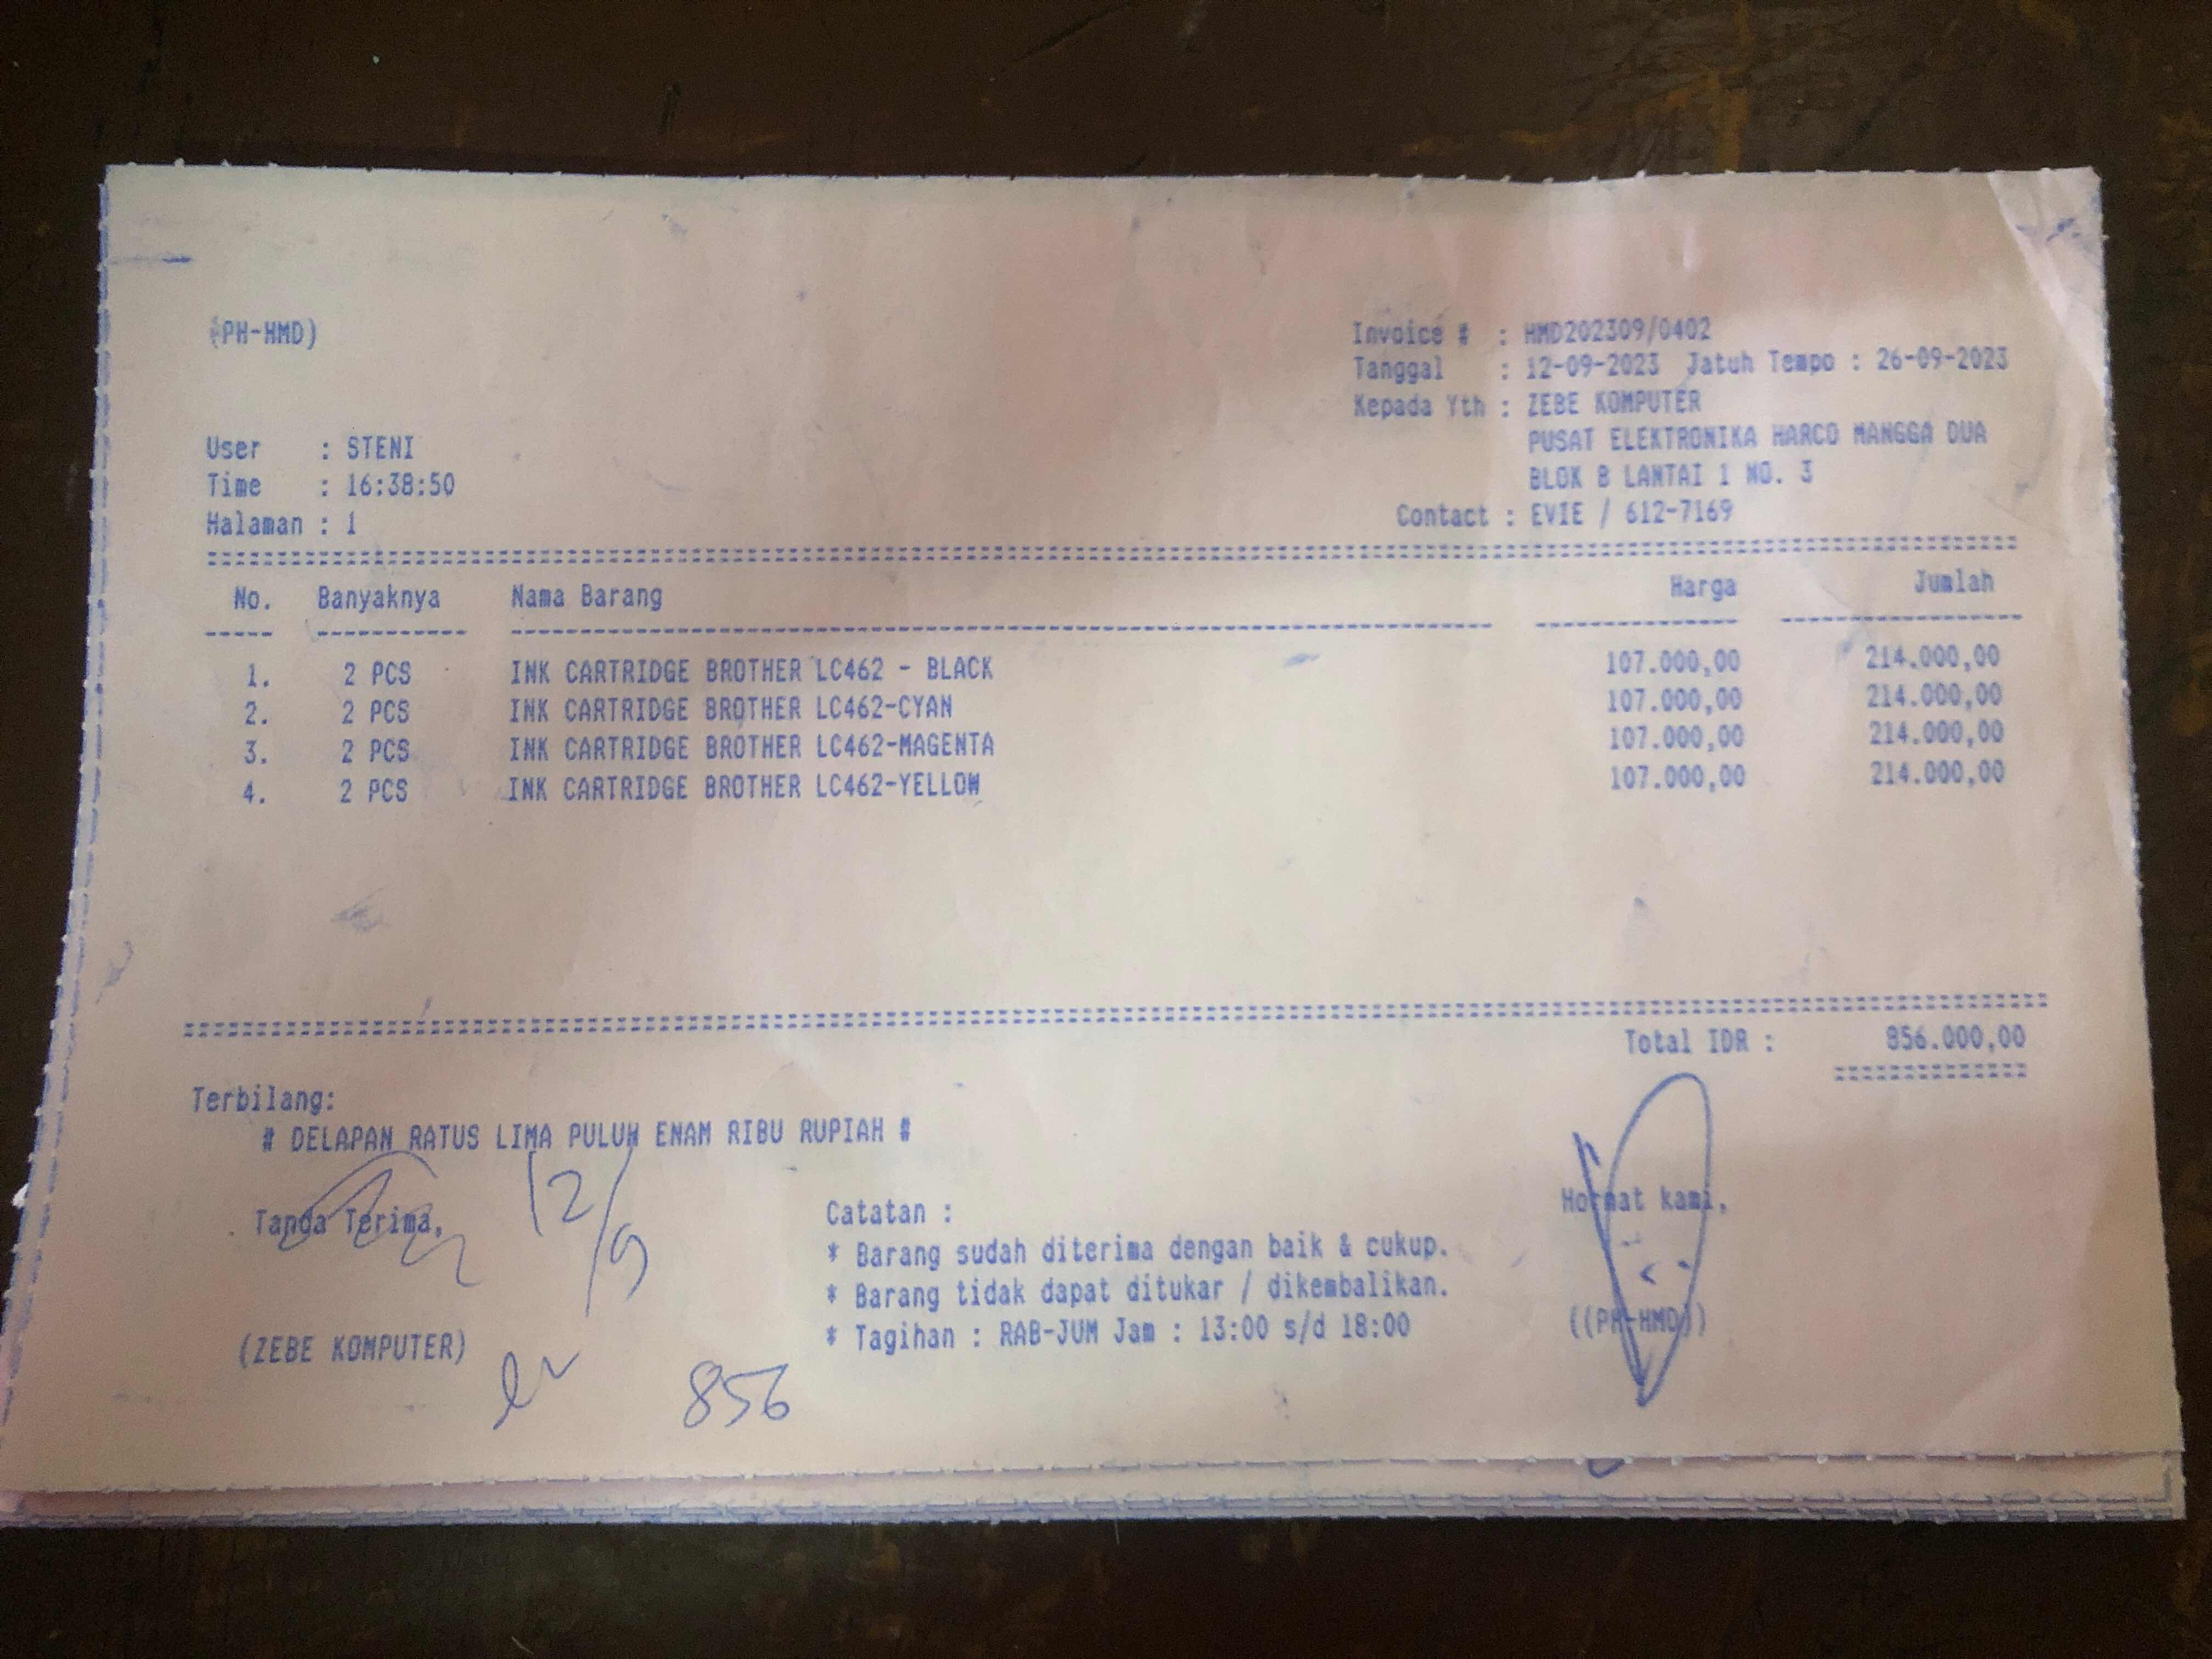 (PH-HMD)
Invoice # : HMD202309/0402
Tanggal : 12-09-2023 Jatuh Tempo : 26-09-2023
Kepada Yth : ZEBE KOMPUTER
PUSAT ELEKTRONIKA HARCO MANGGA DUA
BLOK B LANTAI 1 NO. 3
Contact : EVIE / 612-7169
User : STENI
Time : 16:38:50
Halaman : 1
No. Banyaknya Nama Barang Harga Jumlah
1. 2 PCS INK CARTRIDGE BROTHER LC462 - BLACK 107.000,00 214.000,00
2. 2 PCS INK CARTRIDGE BROTHER LC462-CYAN 107.000,00 214.000,00
3. 2 PCS INK CARTRIDGE BROTHER LC462-MAGENTA 107.000,00 214.000,00
4. 2 PCS INK CARTRIDGE BROTHER LC462-YELLOW 107.000,00 214.000,00
Total IDR : 856.000,00
Terbilang:
# DELAPAN RATUS LIMA PULUH ENAM RIBU RUPIAH #
Tanda Terima,
12/9
(ZEBE KOMPUTER)
856
Catatan :
* Barang sudah diterima dengan baik & cukup.
* Barang tidak dapat ditukar / dikembalikan.
* Tagihan : RAB-JUM Jam : 13:00 s/d 18:00
Hormat kami,
((PH-HMD))